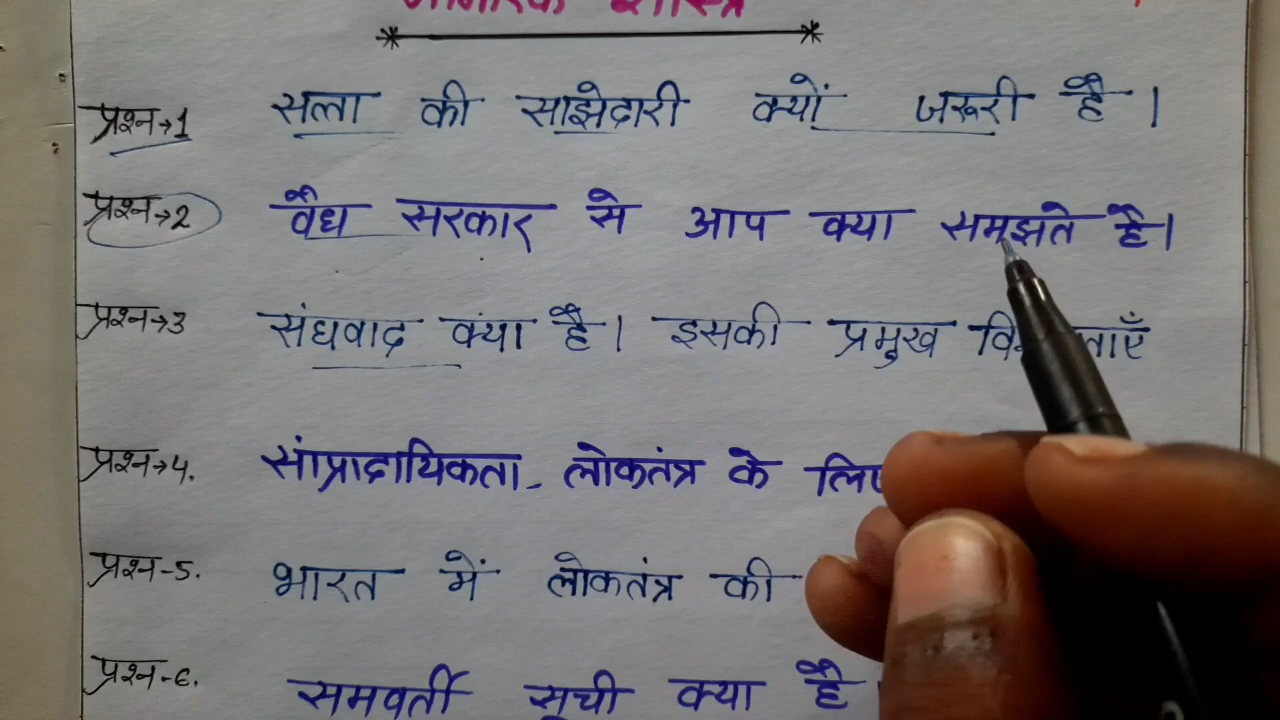 नागरिक शास्त्र
प्रश्न→1 सत्ता की साझेदारी क्यों जरूरी है।
प्रश्न→2 वैध सरकार से आप क्या समझते है।
प्रश्न→3 संघवाद क्या है। इसकी प्रमुख
प्रश्न→4. सांप्रादायिकता - लोकतंत्र के
प्रश्न-5. भारत में लोकतंत्र की
प्रश्न-6. समवर्ती सूची क्या है